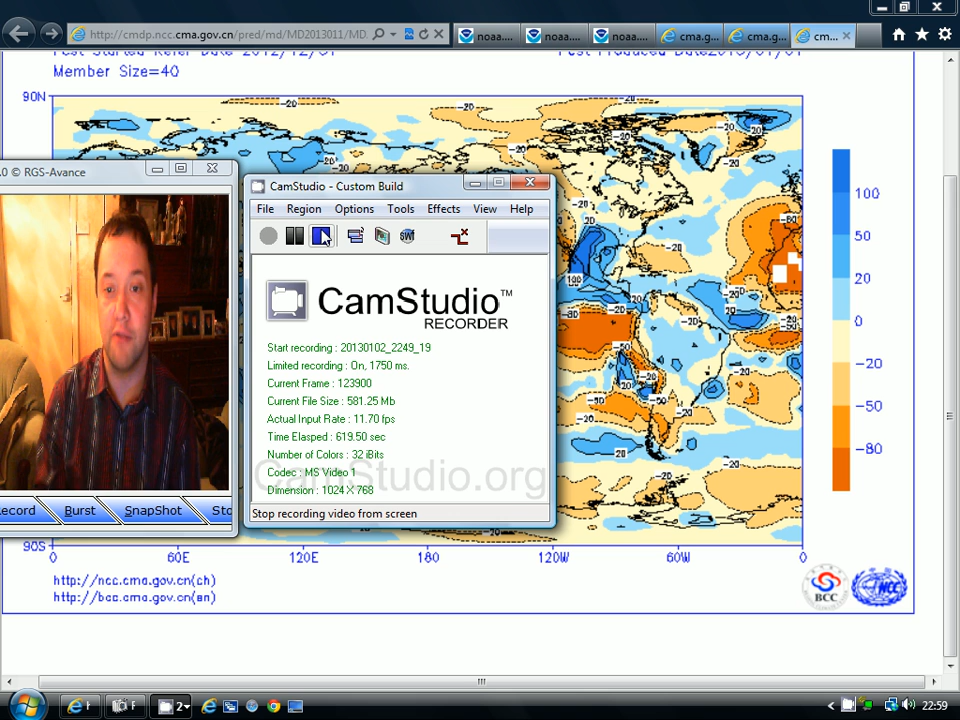 http://cmdp.ncc.cma.gov.cn/pred/md/MD2013011/MD.
noaa....
noaa....
noaa....
cma.g...
cma.g...
cm...
Member Size=40
90N
.0 © RGS-Avance
CamStudio - Custom Build
File Region Options Tools Effects View Help
CamStudio™
RECORDER
Start recording : 20130102_2249_19
Limited recording : On, 1750 ms.
Current Frame : 123900
Current File Size : 581.25 Mb
Actual Input Rate : 11.70 fps
Time Elasped : 619.50 sec
Number of Colors : 32 iBits
Codec : MS Video 1
Dimension : 1024 X 768
CamStudio.org
Stop recording video from screen
ecord Burst SnapShot Sto
100
50
20
0
−20
−50
−80
90S
0 60E 120E 180 120W 60W 0
http://ncc.cma.gov.cn(ch)
http://bcc.cma.gov.cn(en)
BCC NCC
22:59